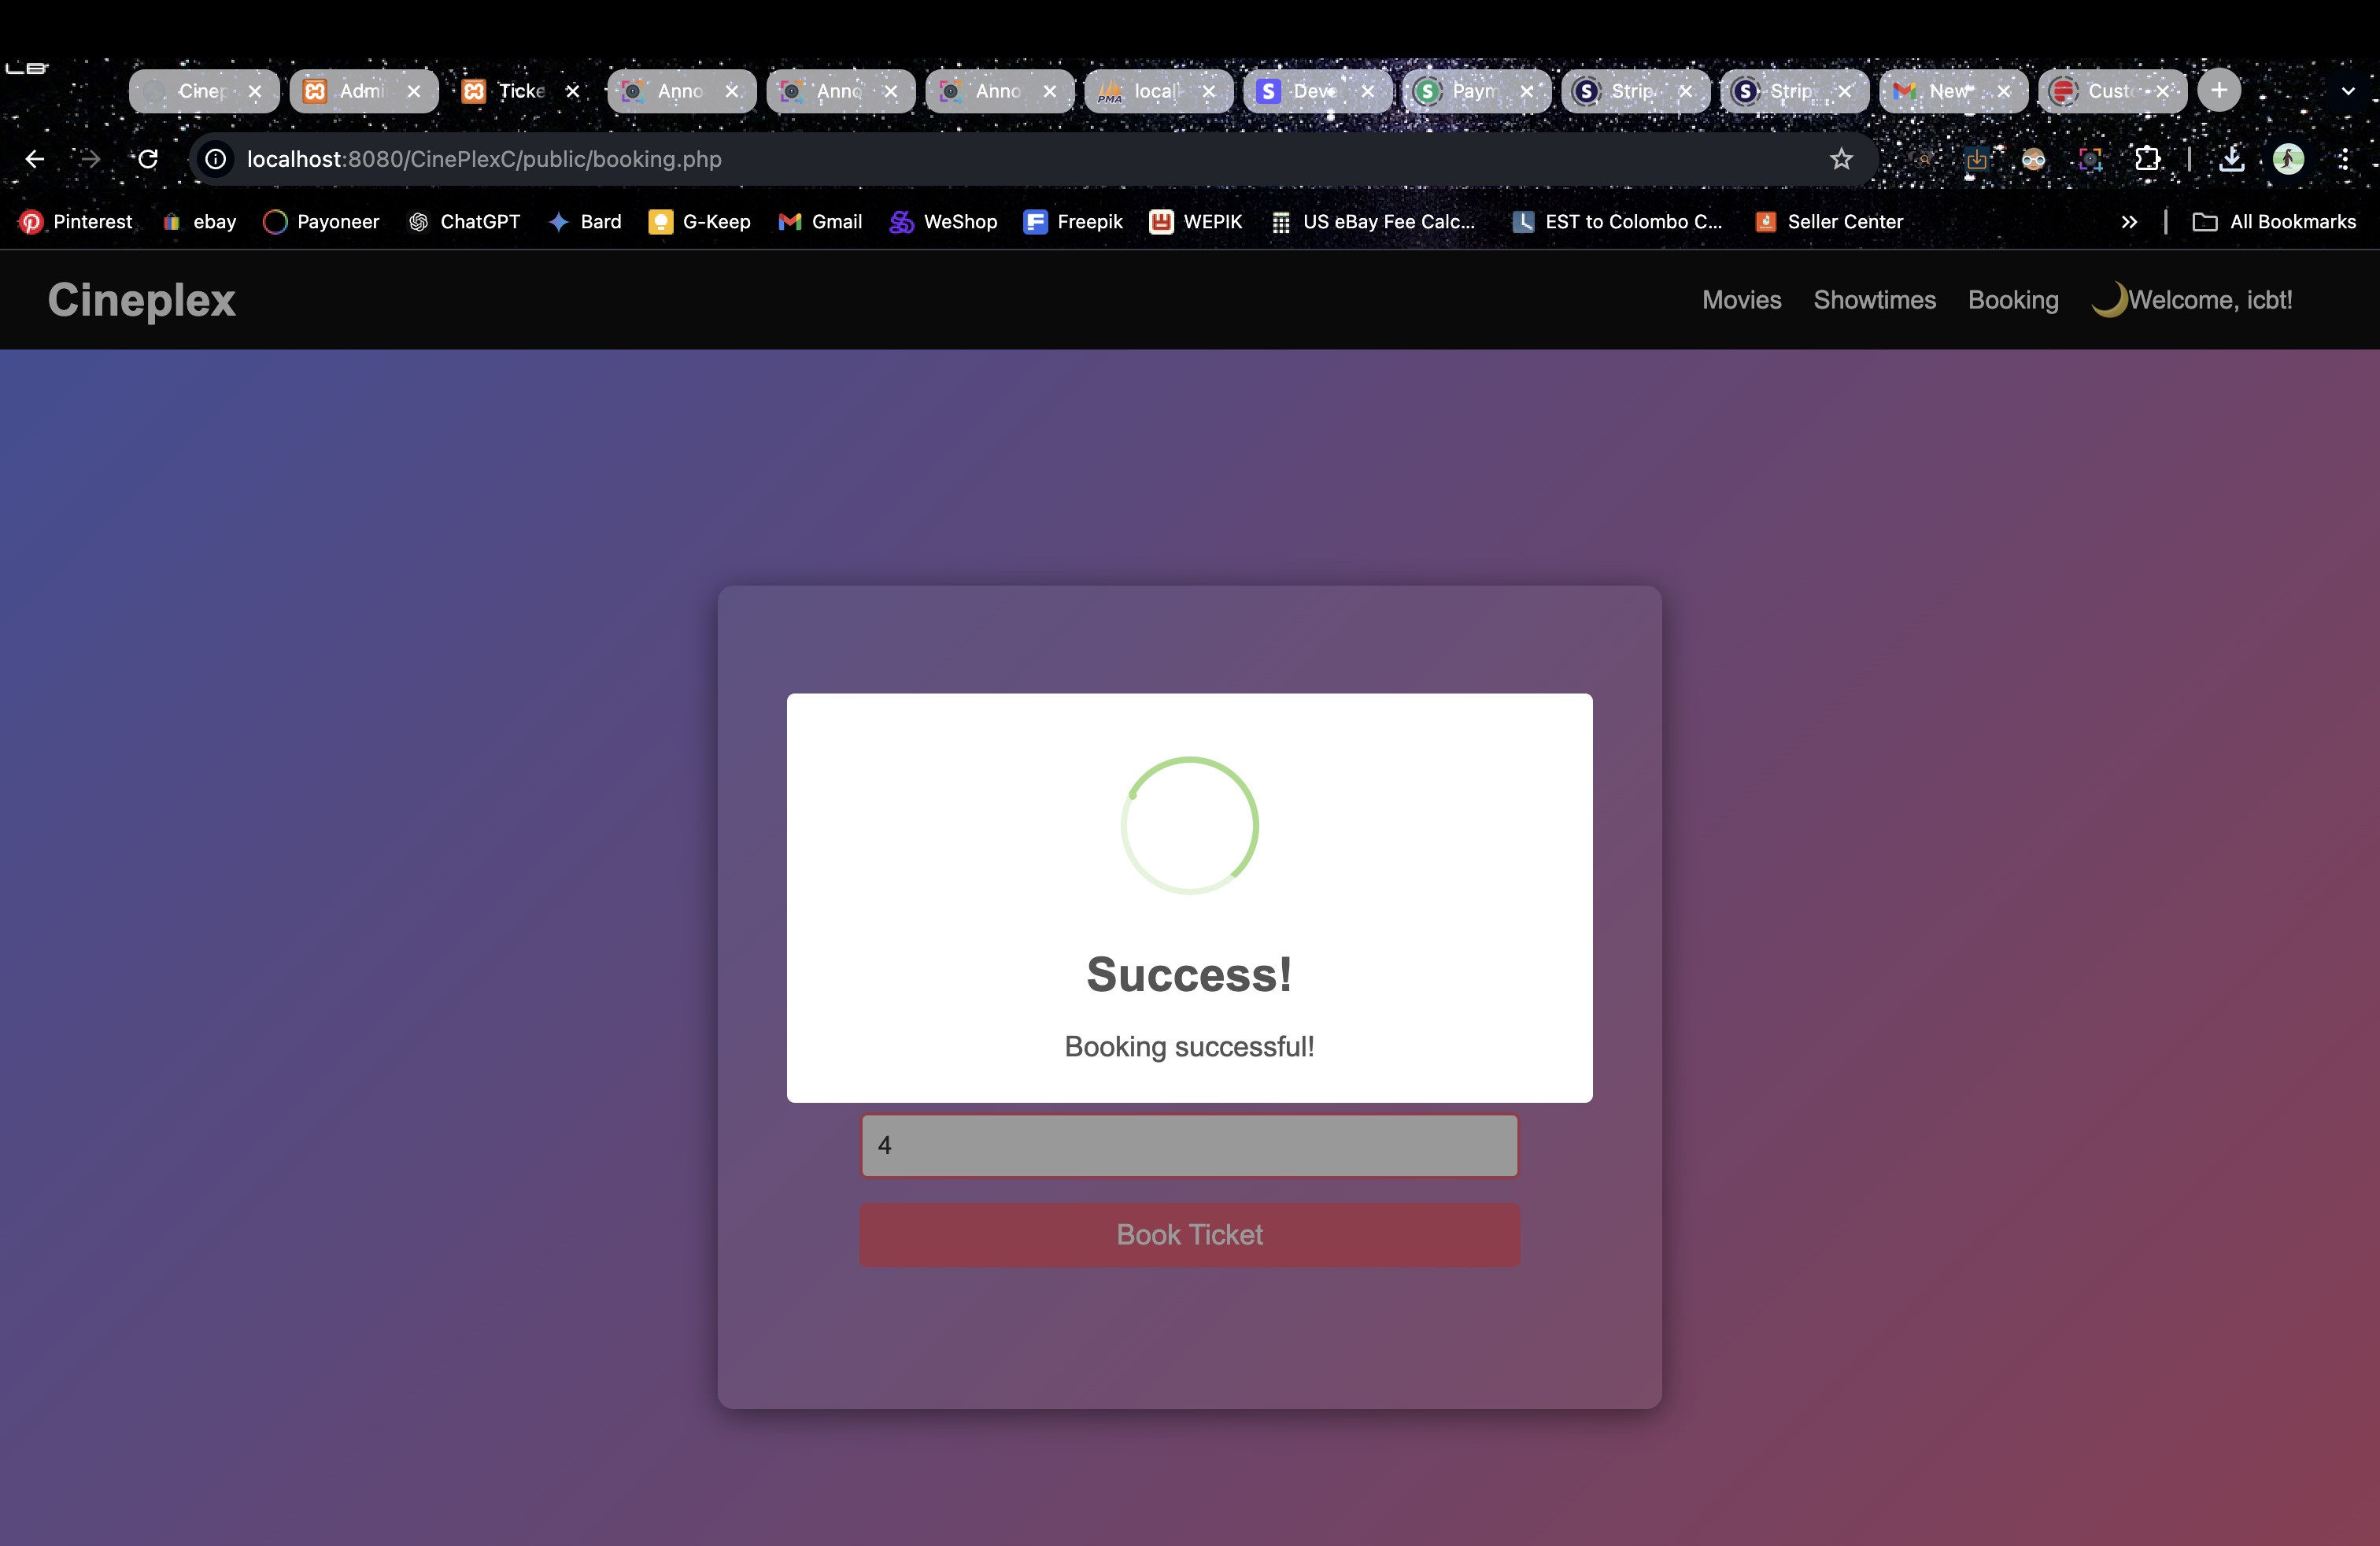 Cinep Admi Ticke Anno Anno Anno local Deve Paym Strip Strip New Custo
localhost:8080/CinePlexC/public/booking.php
Pinterest ebay Payoneer ChatGPT Bard G-Keep Gmail WeShop Freepik WEPIK US eBay Fee Calc... EST to Colombo C... Seller Center All Bookmarks
Cineplex Movies Showtimes Booking Welcome, icbt!
Success!
Booking successful!
4
Book Ticket